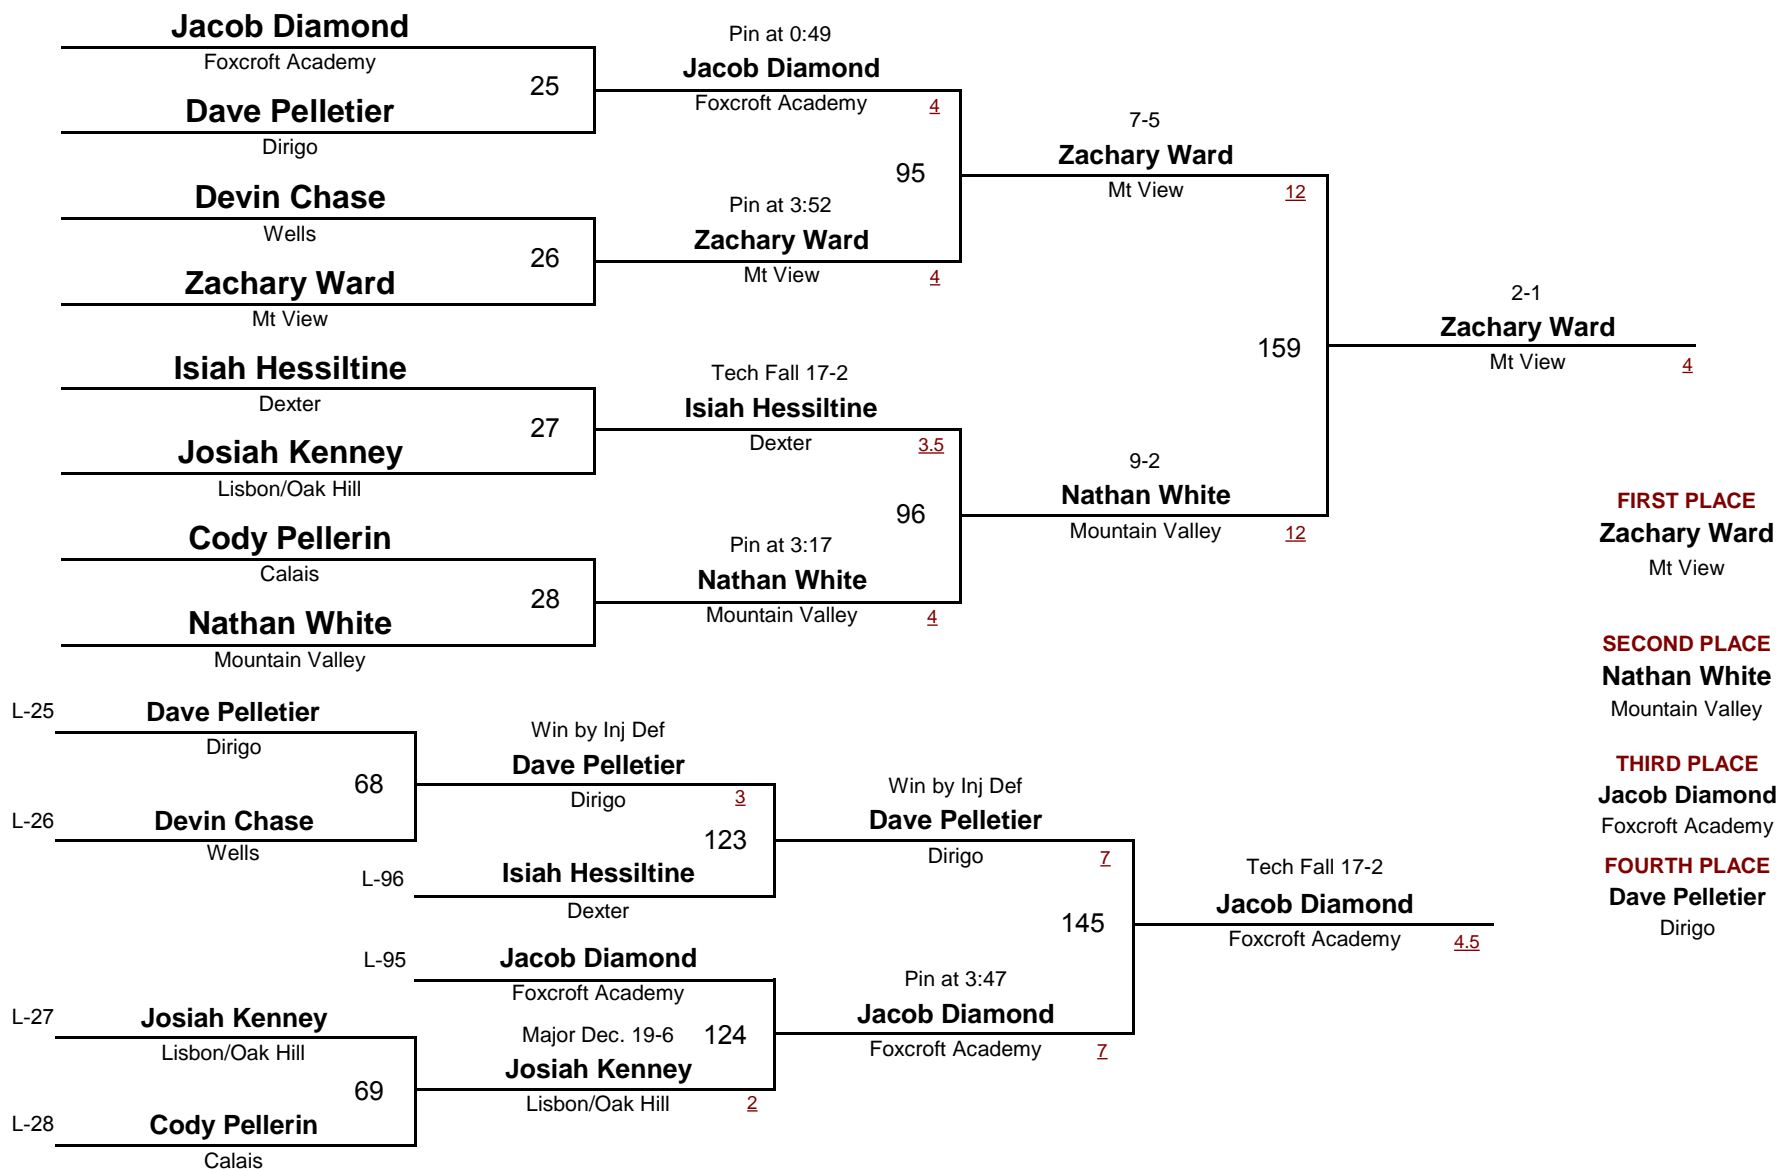 Jacob Diamond
Foxcroft Academy
25
Dave Pelletier
Dirigo
Devin Chase
Wells
26
Zachary Ward
Mt View
Isiah Hessiltine
Dexter
27
Josiah Kenney
Lisbon/Oak Hill
Cody Pellerin
Calais
28
Nathan White
Mountain Valley
Pin at 0:49
Jacob Diamond
Foxcroft Academy
4
95
Pin at 3:52
Zachary Ward
Mt View
4
Tech Fall 17-2
Isiah Hessiltine
Dexter
3.5
96
Pin at 3:17
Nathan White
Mountain Valley
4
7-5
Zachary Ward
Mt View
12
159
9-2
Nathan White
Mountain Valley
12
2-1
Zachary Ward
Mt View
4
FIRST PLACE
Zachary Ward
Mt View
SECOND PLACE
Nathan White
Mountain Valley
THIRD PLACE
Jacob Diamond
Foxcroft Academy
FOURTH PLACE
Dave Pelletier
Dirigo
L-25
Dave Pelletier
Dirigo
68
L-26
Devin Chase
Wells
Win by Inj Def
Dave Pelletier
Dirigo
3
123
L-96
Isiah Hessiltine
Dexter
L-95
Jacob Diamond
Foxcroft Academy
L-27
Josiah Kenney
Lisbon/Oak Hill
69
L-28
Cody Pellerin
Calais
Major Dec. 19-6
124
Josiah Kenney
Lisbon/Oak Hill
2
Win by Inj Def
Dave Pelletier
Dirigo
7
145
Pin at 3:47
Jacob Diamond
Foxcroft Academy
7
Tech Fall 17-2
Jacob Diamond
Foxcroft Academy
4.5